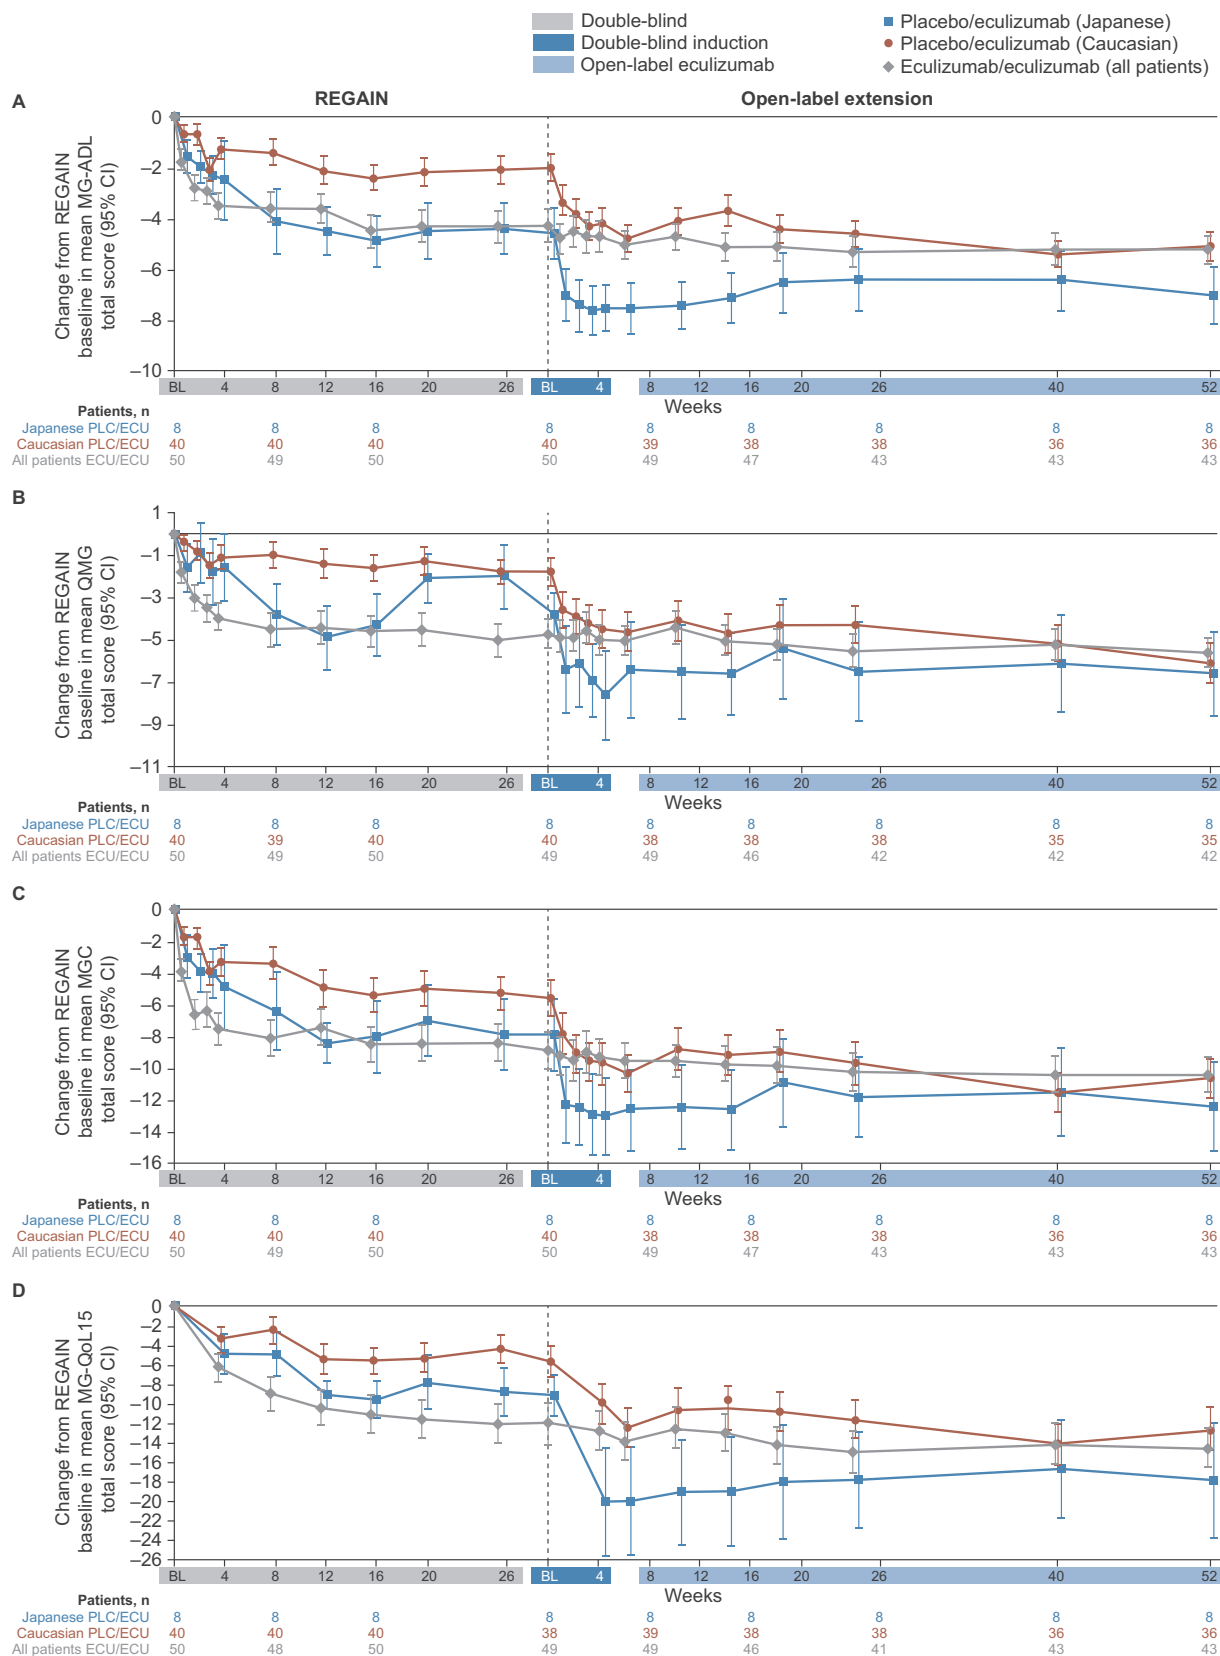 Double-blind
Double-blind induction
Open-label eculizumab
Placebo/eculizumab (Japanese)
Placebo/eculizumab (Caucasian)
Eculizumab/eculizumab (all patients)
A
REGAIN
Open-label extension
Change from REGAIN
baseline in mean MG-ADL
total score (95% CI)
0
–2
–4
–6
–8
–10
BL 4 8 12 16 20 26 BL 4 8 12 16 20 26 40 52
Weeks
Patients, n
Japanese PLC/ECU 8 8 8 8 8 8 8 8 8
Caucasian PLC/ECU 40 40 40 40 39 38 38 36 36
All patients ECU/ECU 50 49 50 50 49 47 43 43 43
B
Change from REGAIN
baseline in mean QMG
total score (95% CI)
1
–1
–3
–5
–7
–9
–11
BL 4 8 12 16 20 26 BL 4 8 12 16 20 26 40 52
Weeks
Patients, n
Japanese PLC/ECU 8 8 8 8 8 8 8 8 8
Caucasian PLC/ECU 40 39 40 40 38 38 38 35 35
All patients ECU/ECU 50 49 50 49 49 46 42 42 42
C
Change from REGAIN
baseline in mean MGC
total score (95% CI)
0
–2
–4
–6
–8
–10
–12
–14
–16
BL 4 8 12 16 20 26 BL 4 8 12 16 20 26 40 52
Weeks
Patients, n
Japanese PLC/ECU 8 8 8 8 8 8 8 8 8
Caucasian PLC/ECU 40 40 40 40 38 38 38 36 36
All patients ECU/ECU 50 49 50 50 49 47 43 43 43
D
Change from REGAIN
baseline in mean MG-QoL15
total score (95% CI)
0
–2
–4
–6
–8
–10
–12
–14
–16
–18
–20
–22
–24
–26
BL 4 8 12 16 20 26 BL 4 8 12 16 20 26 40 52
Weeks
Patients, n
Japanese PLC/ECU 8 8 8 8 8 8 8 8 8
Caucasian PLC/ECU 40 40 40 38 39 38 38 36 36
All patients ECU/ECU 50 48 50 49 49 46 41 43 43